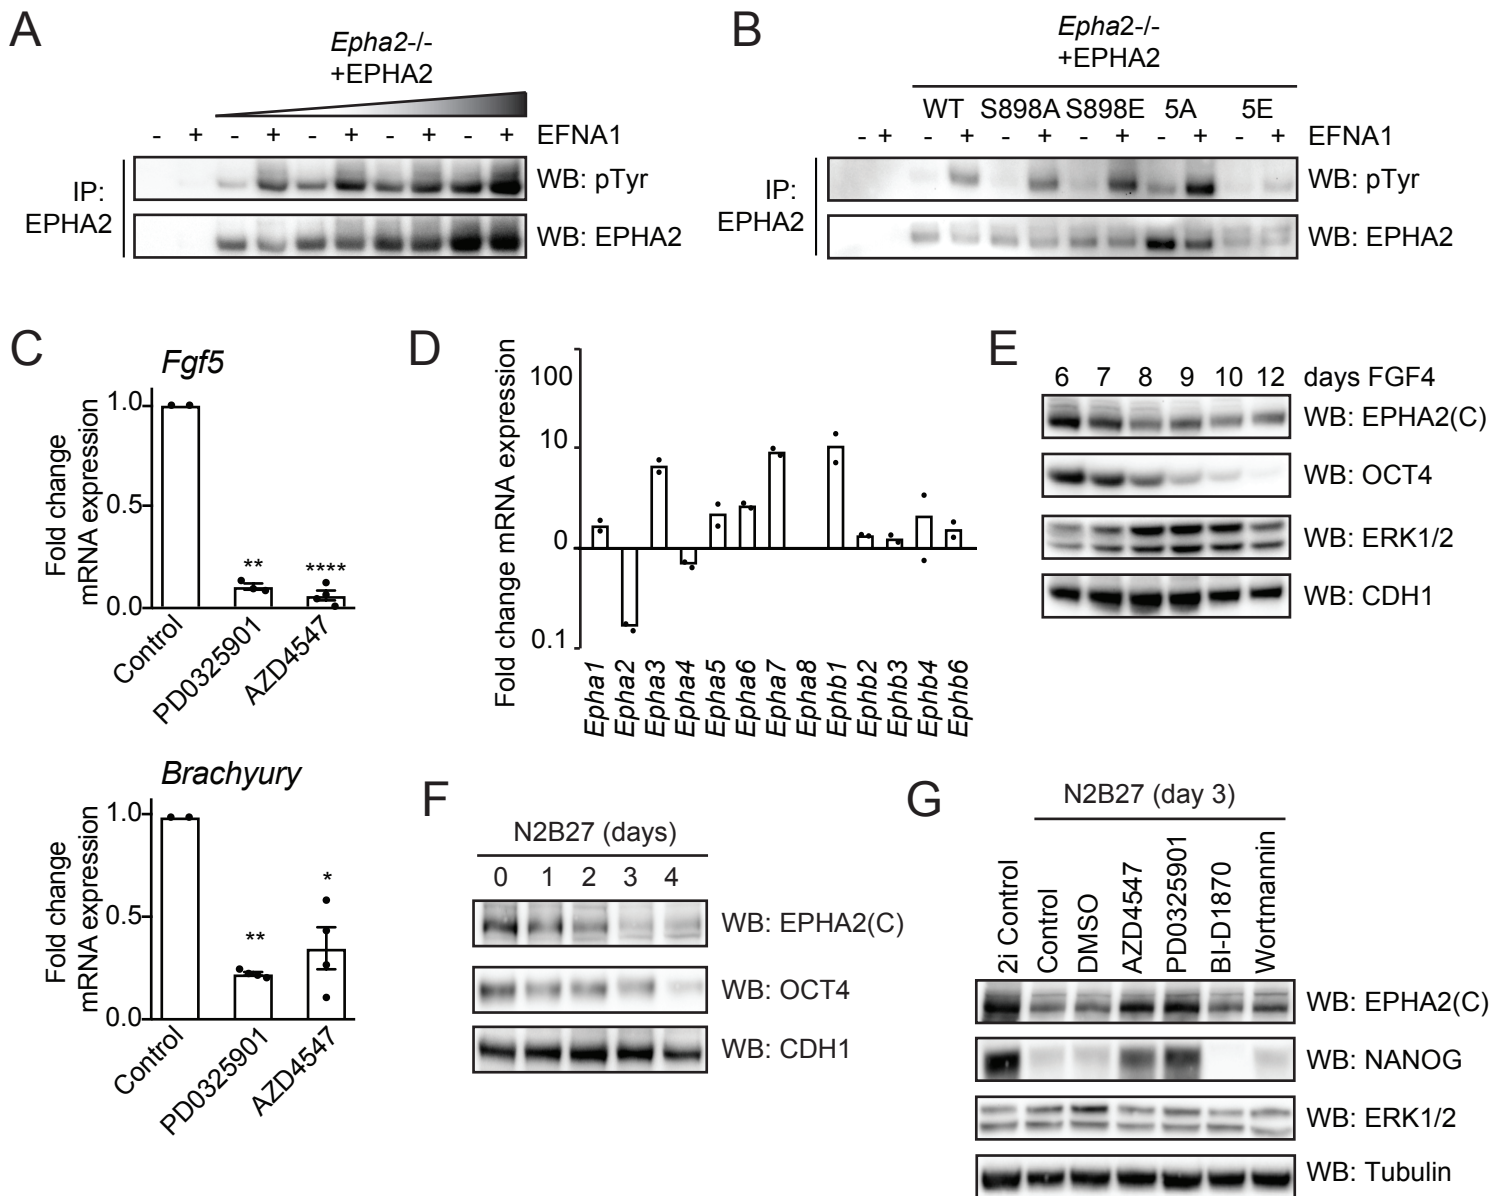 A
Epha2-/-
+EPHA2
- + - + - + - + - + EFNA1
IP:
EPHA2
WB: pTyr
WB: EPHA2
B
Epha2-/-
+EPHA2
WT S898A S898E 5A 5E
- + - + - + - + - + - + EFNA1
IP:
EPHA2
WB: pTyr
WB: EPHA2
C
Fgf5
Fold change
mRNA expression
1.0
0.5
0.0
**
****
Control
PD0325901
AZD4547
Brachyury
Fold change
mRNA expression
1.0
0.5
0.0
**
*
Control
PD0325901
AZD4547
D
Fold change mRNA expression
100
10
0
0.1
Epha1
Epha2
Epha3
Epha4
Epha5
Epha6
Epha7
Epha8
Ephb1
Ephb2
Ephb3
Ephb4
Ephb6
E
6 7 8 9 10 12 days FGF4
WB: EPHA2(C)
WB: OCT4
WB: ERK1/2
WB: CDH1
F
N2B27 (days)
0 1 2 3 4
WB: EPHA2(C)
WB: OCT4
WB: CDH1
G
N2B27 (day 3)
2i Control
Control
DMSO
AZD4547
PD0325901
BI-D1870
Wortmannin
WB: EPHA2(C)
WB: NANOG
WB: ERK1/2
WB: Tubulin